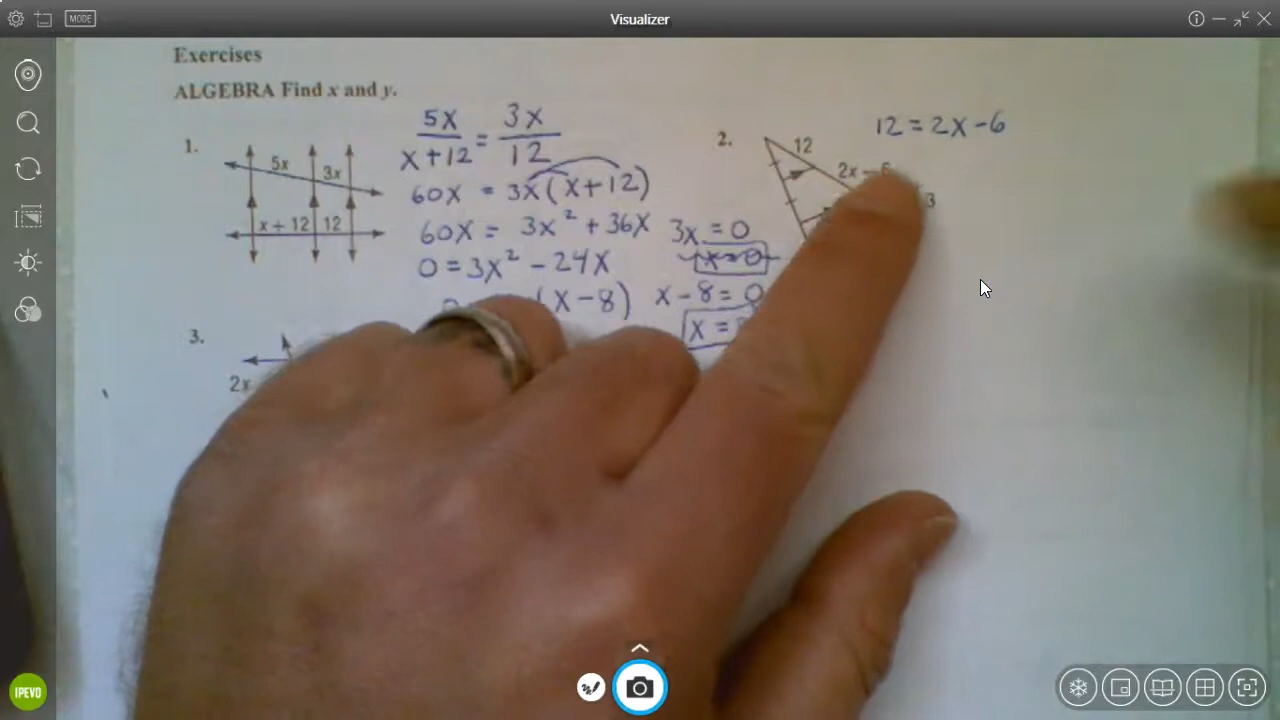 MODE
Visualizer
Exercises
ALGEBRA Find x and y.
1.
5x
3x
x + 12
12
5X/X+12 = 3X/12
60X = 3X(X+12)
60X = 3X² + 36X
0 = 3X² - 24X
(X-8)
3X = 0
X = 0
X - 8 = 0
X =
2.
12
2x
3
12 = 2X - 6
3.
2x
IPEVO